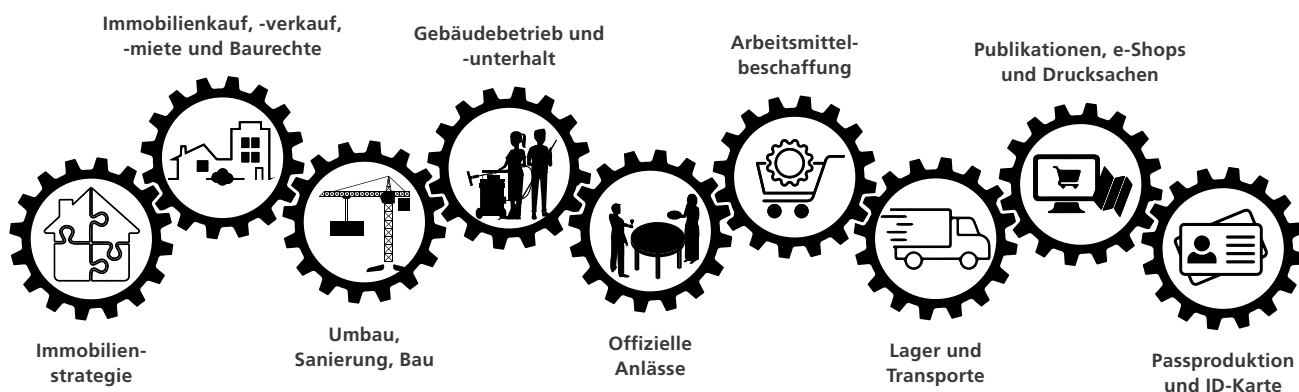 Immobilienkauf, -verkauf,
-miete und Baurechte
Gebäudebetrieb und
-unterhalt
Arbeitsmittel-
beschaffung
Publikationen, e-Shops
und Drucksachen
Immobilien-
strategie
Umbau,
Sanierung, Bau
Offizielle
Anlässe
Lager und
Transporte
Passproduktion
und ID-Karte